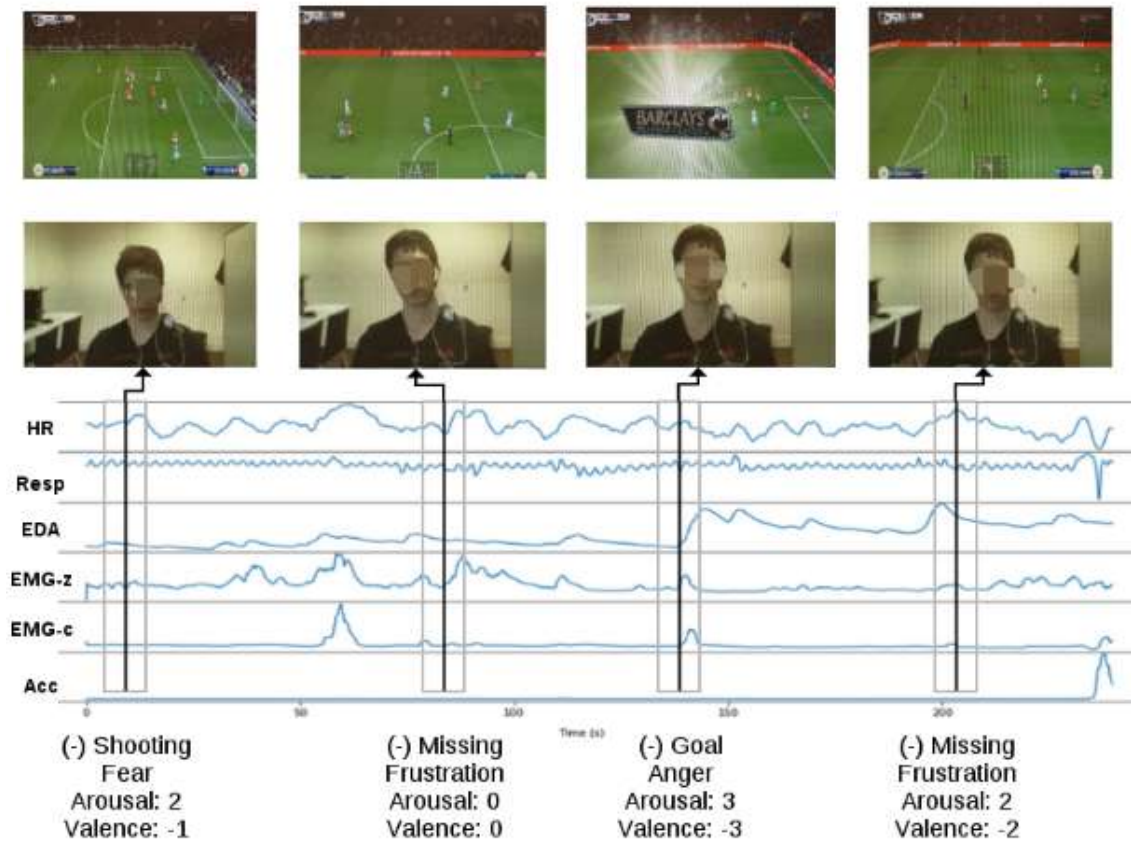 BARCLAYS
HR
Resp
EDA
EMG-z
EMG-c
Acc
0 50 100 150 200
Time (s)
(-) Shooting
Fear
Arousal: 2
Valence: -1
(-) Missing
Frustration
Arousal: 0
Valence: 0
(-) Goal
Anger
Arousal: 3
Valence: -3
(-) Missing
Frustration
Arousal: 2
Valence: -2